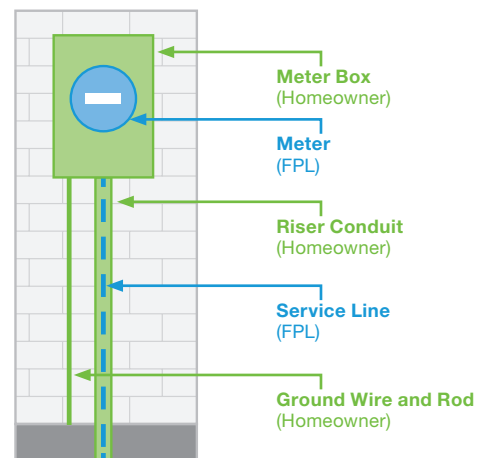 Meter Box
(Homeowner)
Meter
(FPL)
Riser Conduit
(Homeowner)
Service Line
(FPL)
Ground Wire and Rod
(Homeowner)